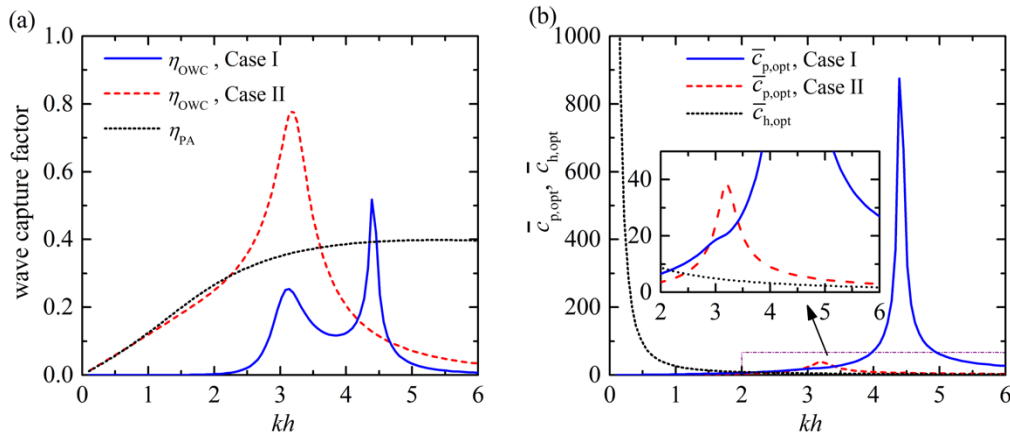 (a)
1.0
0.8
0.6
0.4
0.2
0.0
wave capture factor
η_OWC , Case I
η_OWC , Case II
η_PA
0 1 2 3 4 5 6
kh
(b)
1000
800
600
400
200
0
c̅_p,opt, c̅_h,opt
c̅_p,opt, Case I
c̅_p,opt, Case II
c̅_h,opt
40
20
0
2 3 4 5 6
0 1 2 3 4 5 6
kh